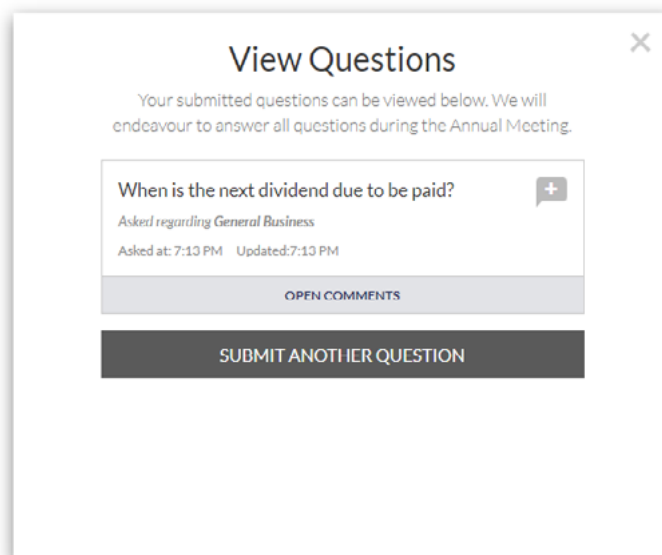 View Questions
Your submitted questions can be viewed below. We will
endeavour to answer all questions during the Annual Meeting.
When is the next dividend due to be paid?
Asked regarding General Business
Asked at: 7:13 PM Updated:7:13 PM
OPEN COMMENTS
SUBMIT ANOTHER QUESTION